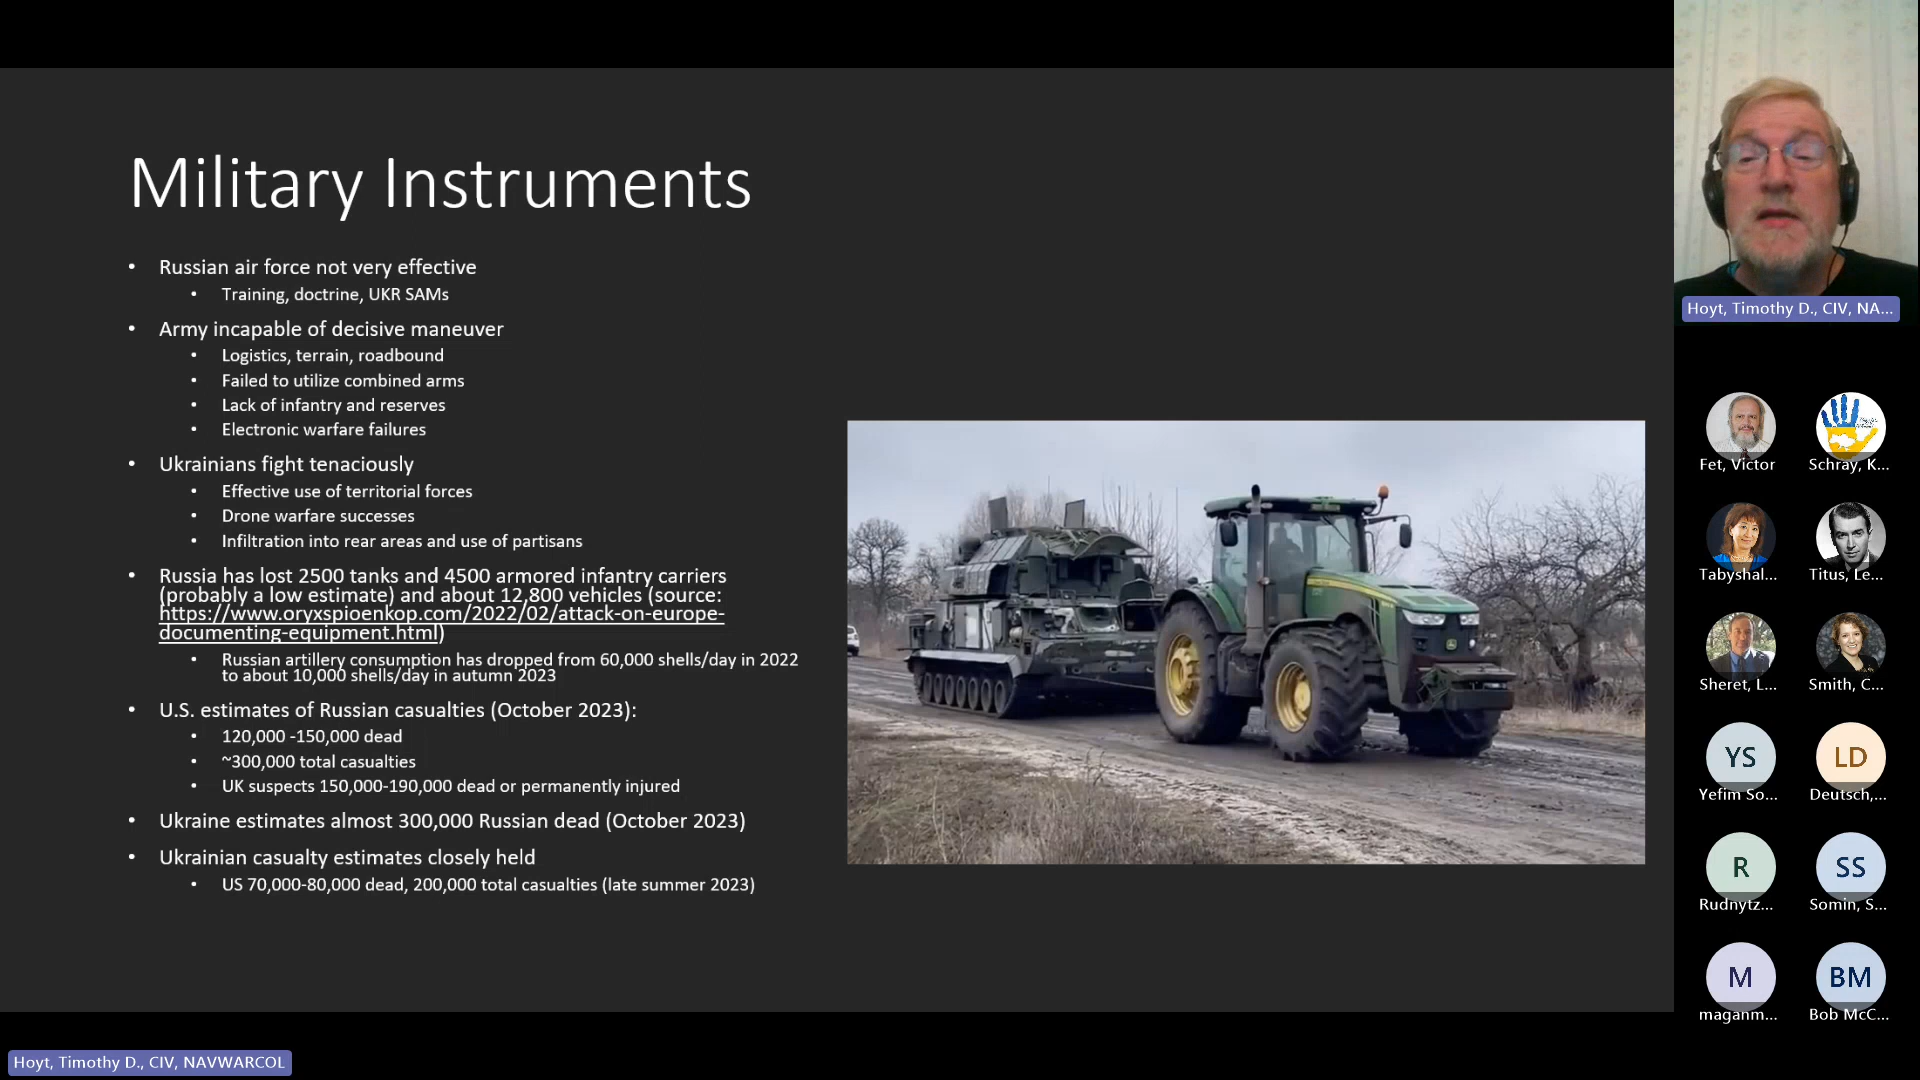 Military Instruments
• Russian air force not very effective
• Training, doctrine, UKR SAMs
• Army incapable of decisive maneuver
• Logistics, terrain, roadbound
• Failed to utilize combined arms
• Lack of infantry and reserves
• Electronic warfare failures
• Ukrainians fight tenaciously
• Effective use of territorial forces
• Drone warfare successes
• Infiltration into rear areas and use of partisans
• Russia has lost 2500 tanks and 4500 armored infantry carriers
(probably a low estimate) and about 12,800 vehicles (source:
https://www.oryxspioenkop.com/2022/02/attack-on-europe-
documenting-equipment.html)
• Russian artillery consumption has dropped from 60,000 shells/day in 2022
to about 10,000 shells/day in autumn 2023
• U.S. estimates of Russian casualties (October 2023):
• 120,000 -150,000 dead
• ~300,000 total casualties
• UK suspects 150,000-190,000 dead or permanently injured
• Ukraine estimates almost 300,000 Russian dead (October 2023)
• Ukrainian casualty estimates closely held
• US 70,000-80,000 dead, 200,000 total casualties (late summer 2023)
Hoyt, Timothy D., CIV, NA...
Fet, Victor
Schray, K...
Tabyshal...
Titus, Le...
Sheret, L...
Smith, C...
YS
Yefim So...
LD
Deutsch,...
R
Rudnytz...
SS
Somin, S...
M
maganm...
BM
Bob McC...
Hoyt, Timothy D., CIV, NAVWARCOL